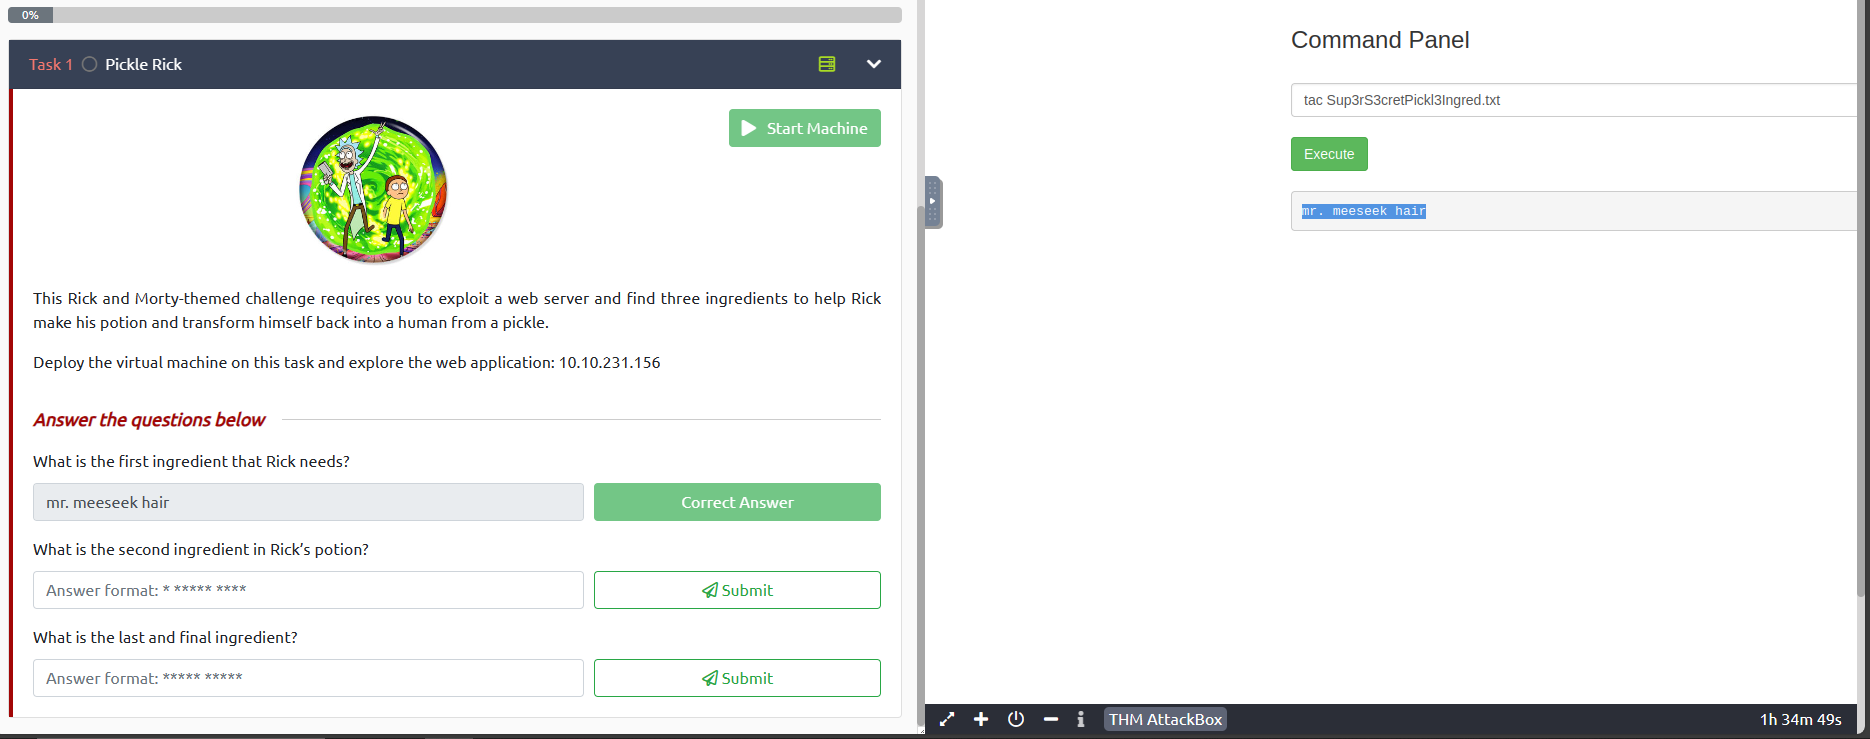 0%
Task 1 Pickle Rick
Start Machine
This Rick and Morty-themed challenge requires you to exploit a web server and find three ingredients to help Rick
make his potion and transform himself back into a human from a pickle.
Deploy the virtual machine on this task and explore the web application: 10.10.231.156
Answer the questions below
What is the first ingredient that Rick needs?
mr. meeseek hair
Correct Answer
What is the second ingredient in Rick’s potion?
Answer format: * ***** ****
Submit
What is the last and final ingredient?
Answer format: ***** *****
Submit
Command Panel
tac Sup3rS3cretPickl3Ingred.txt
Execute
mr. meeseek hair
THM AttackBox
1h 34m 49s